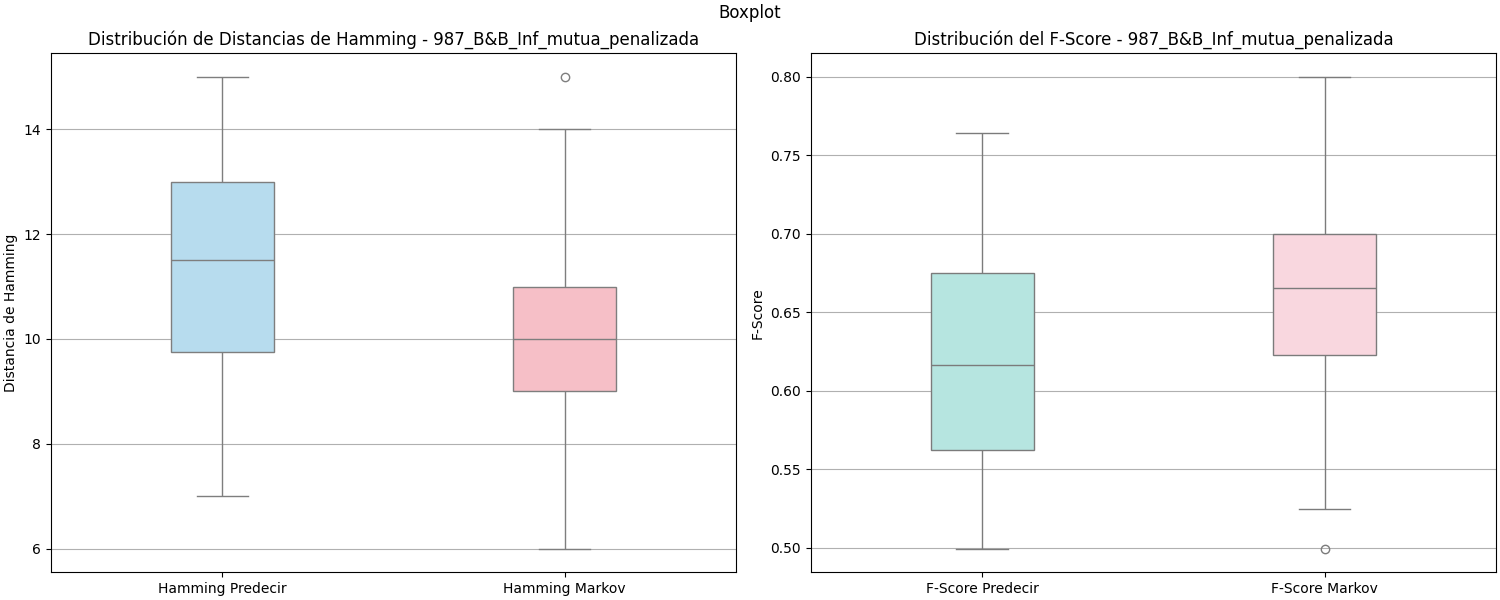 Boxplot
Distribución de Distancias de Hamming - 987_B&B_Inf_mutua_penalizada
Distancia de Hamming
14
12
10
8
6
Hamming Predecir
Hamming Markov
Distribución del F-Score - 987_B&B_Inf_mutua_penalizada
F-Score
0.80
0.75
0.70
0.65
0.60
0.55
0.50
F-Score Predecir
F-Score Markov